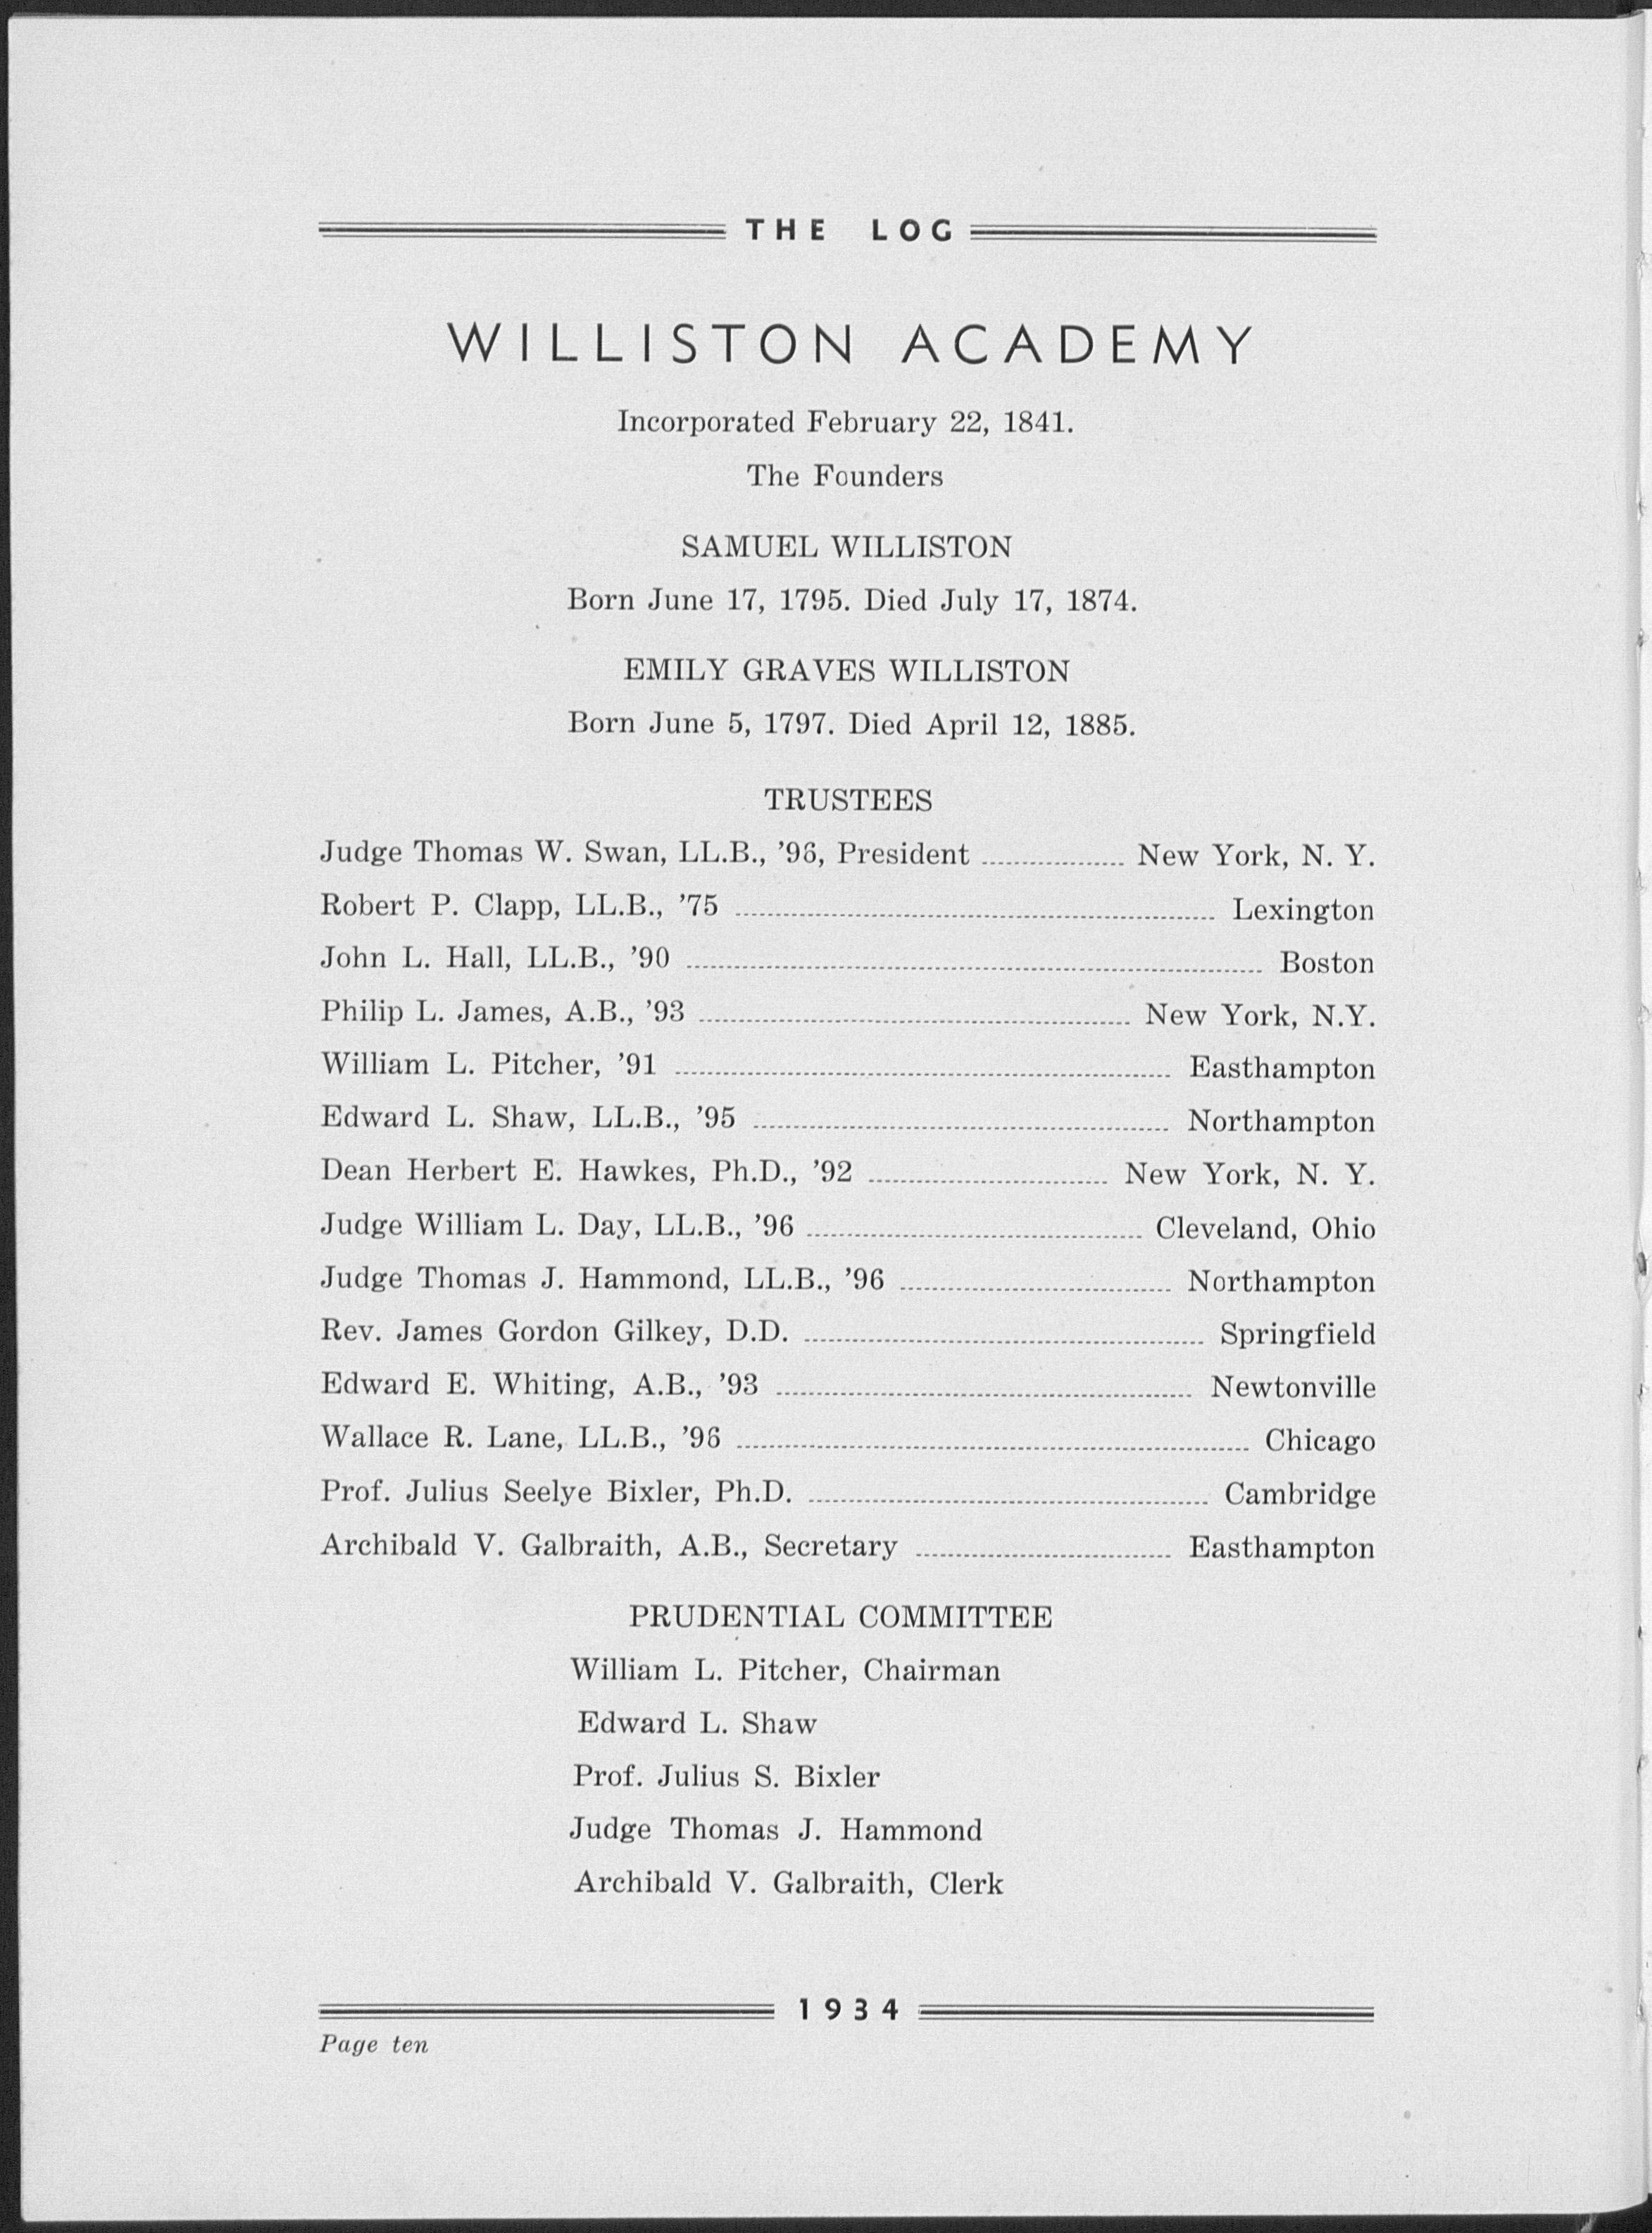 THE LOG
WILLISTON ACADEMY
Incorporated February 22, 1841.
The Founders
SAMUEL WILLISTON
Born June 17, 1795. Died July 17, 1874.
EMILY GRAVES WILLISTON
Born June 5, 1797. Died April 12, 1885.
TRUSTEES
Judge Thomas W. Swan, LL.B., ’96, President ........ New York, N. Y.
Robert P. Clapp, LL.B., ’75 ........ Lexington
John L. Hall, LL.B., ’90 ........ Boston
Philip L. James, A.B., ’93 ........ New York, N.Y.
William L. Pitcher, ’91 ........ Easthampton
Edward L. Shaw, LL.B., ’95 ........ Northampton
Dean Herbert E. Hawkes, Ph.D., ’92 ........ New York, N. Y.
Judge William L. Day, LL.B., ’96 ........ Cleveland, Ohio
Judge Thomas J. Hammond, LL.B., ’96 ........ Northampton
Rev. James Gordon Gilkey, D.D. ........ Springfield
Edward E. Whiting, A.B., ’93 ........ Newtonville
Wallace R. Lane, LL.B., ’96 ........ Chicago
Prof. Julius Seelye Bixler, Ph.D. ........ Cambridge
Archibald V. Galbraith, A.B., Secretary ........ Easthampton
PRUDENTIAL COMMITTEE
William L. Pitcher, Chairman
Edward L. Shaw
Prof. Julius S. Bixler
Judge Thomas J. Hammond
Archibald V. Galbraith, Clerk
1934
Page ten